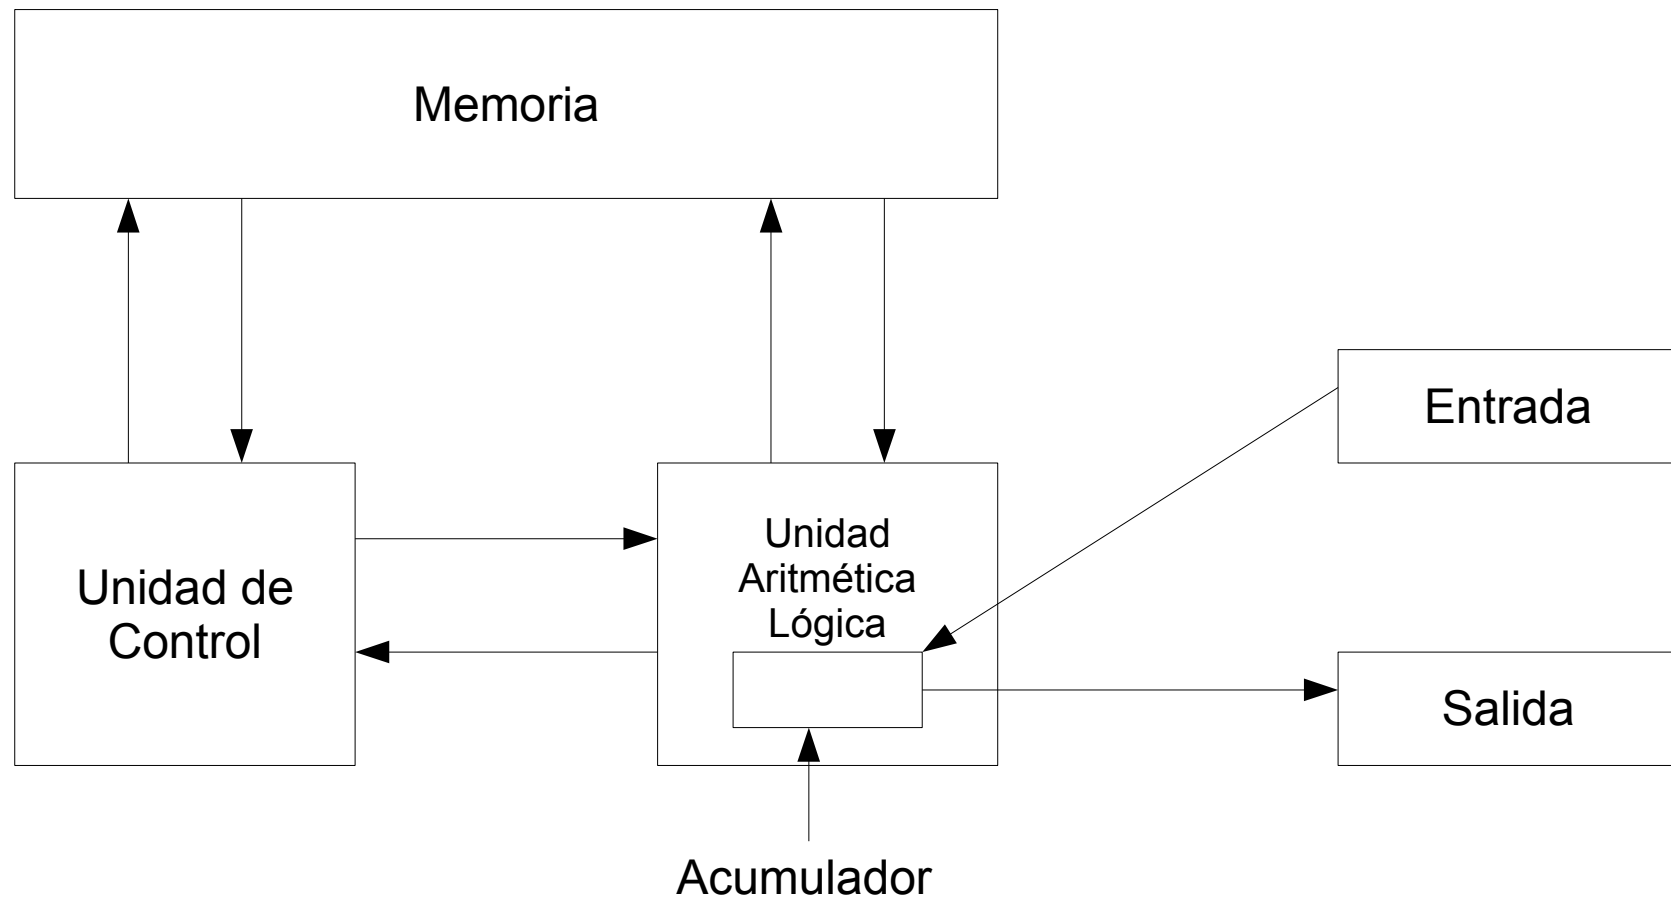 Memoria
Entrada
Unidad
Aritmética
Lógica
Unidad de
Control
Salida
Acumulador